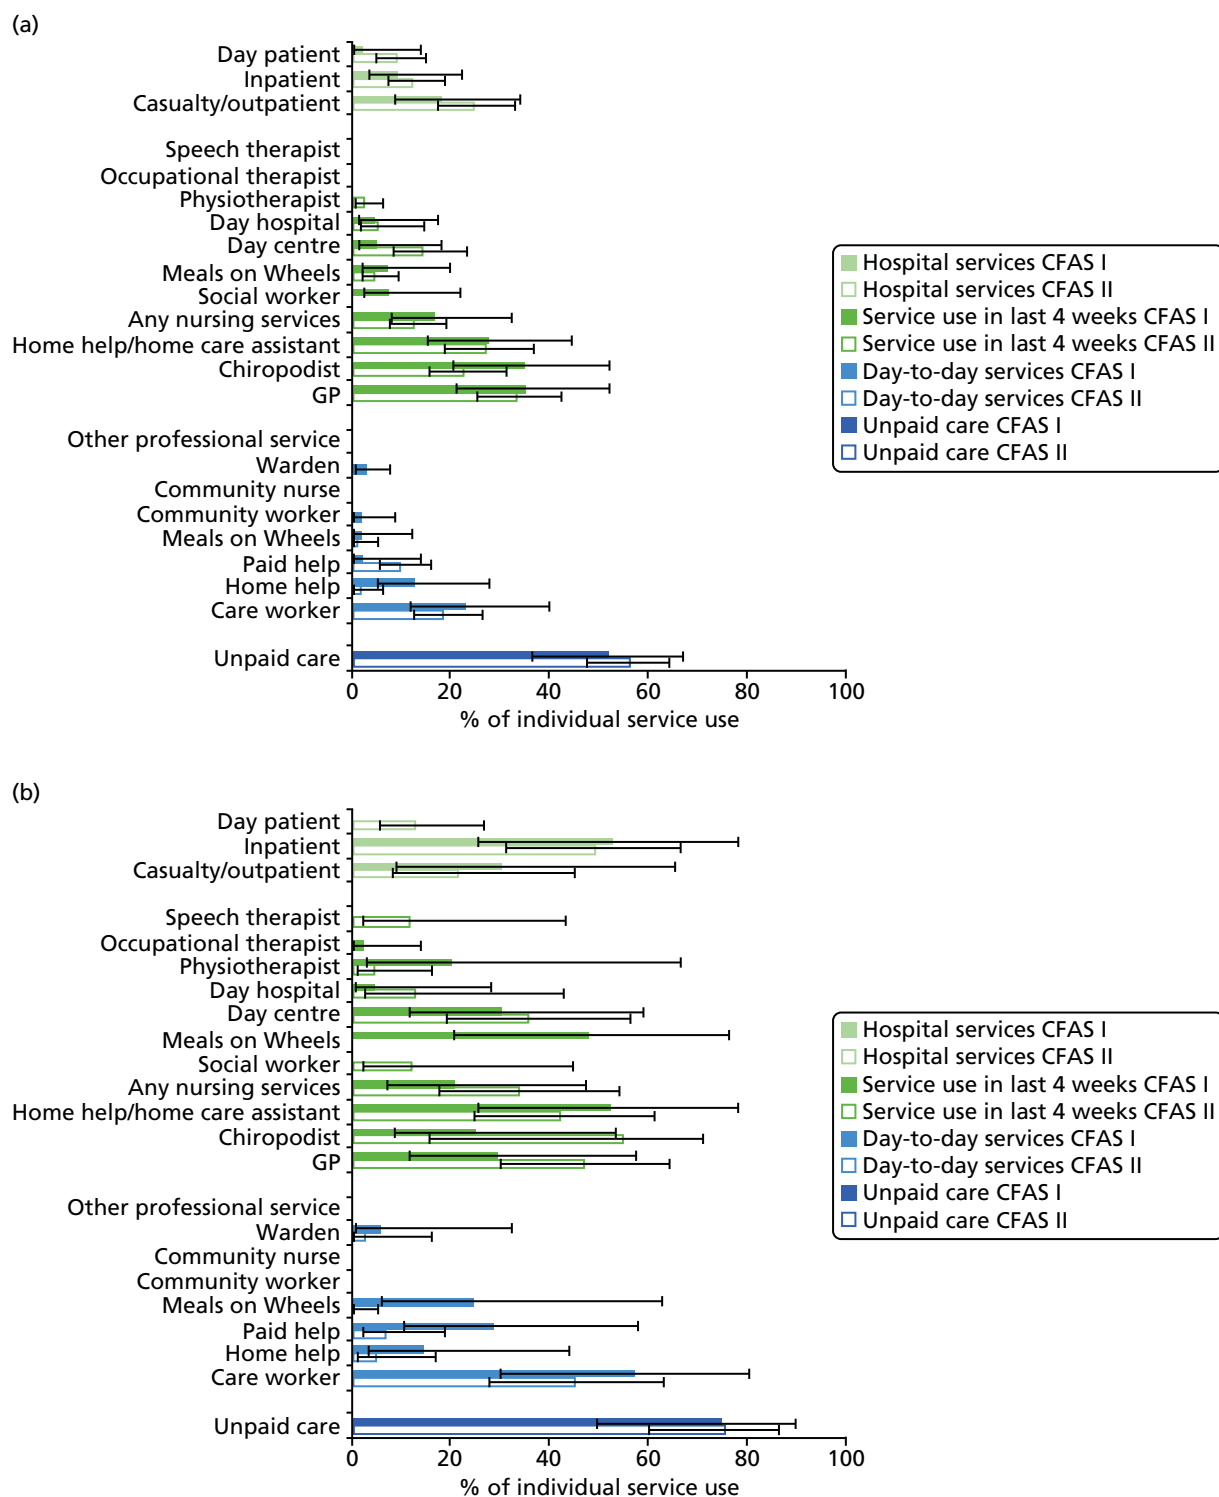 (a)
Day patient
Inpatient
Casualty/outpatient
Speech therapist
Occupational therapist
Physiotherapist
Day hospital
Day centre
Meals on Wheels
Social worker
Any nursing services
Home help/home care assistant
Chiropodist
GP
Other professional service
Warden
Community nurse
Community worker
Meals on Wheels
Paid help
Home help
Care worker
Unpaid care
0 20 40 60 80 100
% of individual service use
Hospital services CFAS I
Hospital services CFAS II
Service use in last 4 weeks CFAS I
Service use in last 4 weeks CFAS II
Day-to-day services CFAS I
Day-to-day services CFAS II
Unpaid care CFAS I
Unpaid care CFAS II
(b)
Day patient
Inpatient
Casualty/outpatient
Speech therapist
Occupational therapist
Physiotherapist
Day hospital
Day centre
Meals on Wheels
Social worker
Any nursing services
Home help/home care assistant
Chiropodist
GP
Other professional service
Warden
Community nurse
Community worker
Meals on Wheels
Paid help
Home help
Care worker
Unpaid care
0 20 40 60 80 100
% of individual service use
Hospital services CFAS I
Hospital services CFAS II
Service use in last 4 weeks CFAS I
Service use in last 4 weeks CFAS II
Day-to-day services CFAS I
Day-to-day services CFAS II
Unpaid care CFAS I
Unpaid care CFAS II